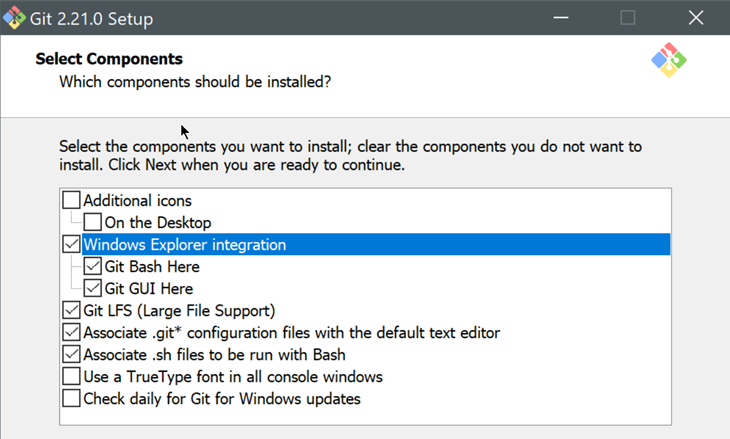 Git 2.21.0 Setup
Select Components
Which components should be installed?
Select the components you want to install; clear the components you do not want to
install. Click Next when you are ready to continue.
Additional icons
On the Desktop
Windows Explorer integration
Git Bash Here
Git GUI Here
Git LFS (Large File Support)
Associate .git* configuration files with the default text editor
Associate .sh files to be run with Bash
Use a TrueType font in all console windows
Check daily for Git for Windows updates